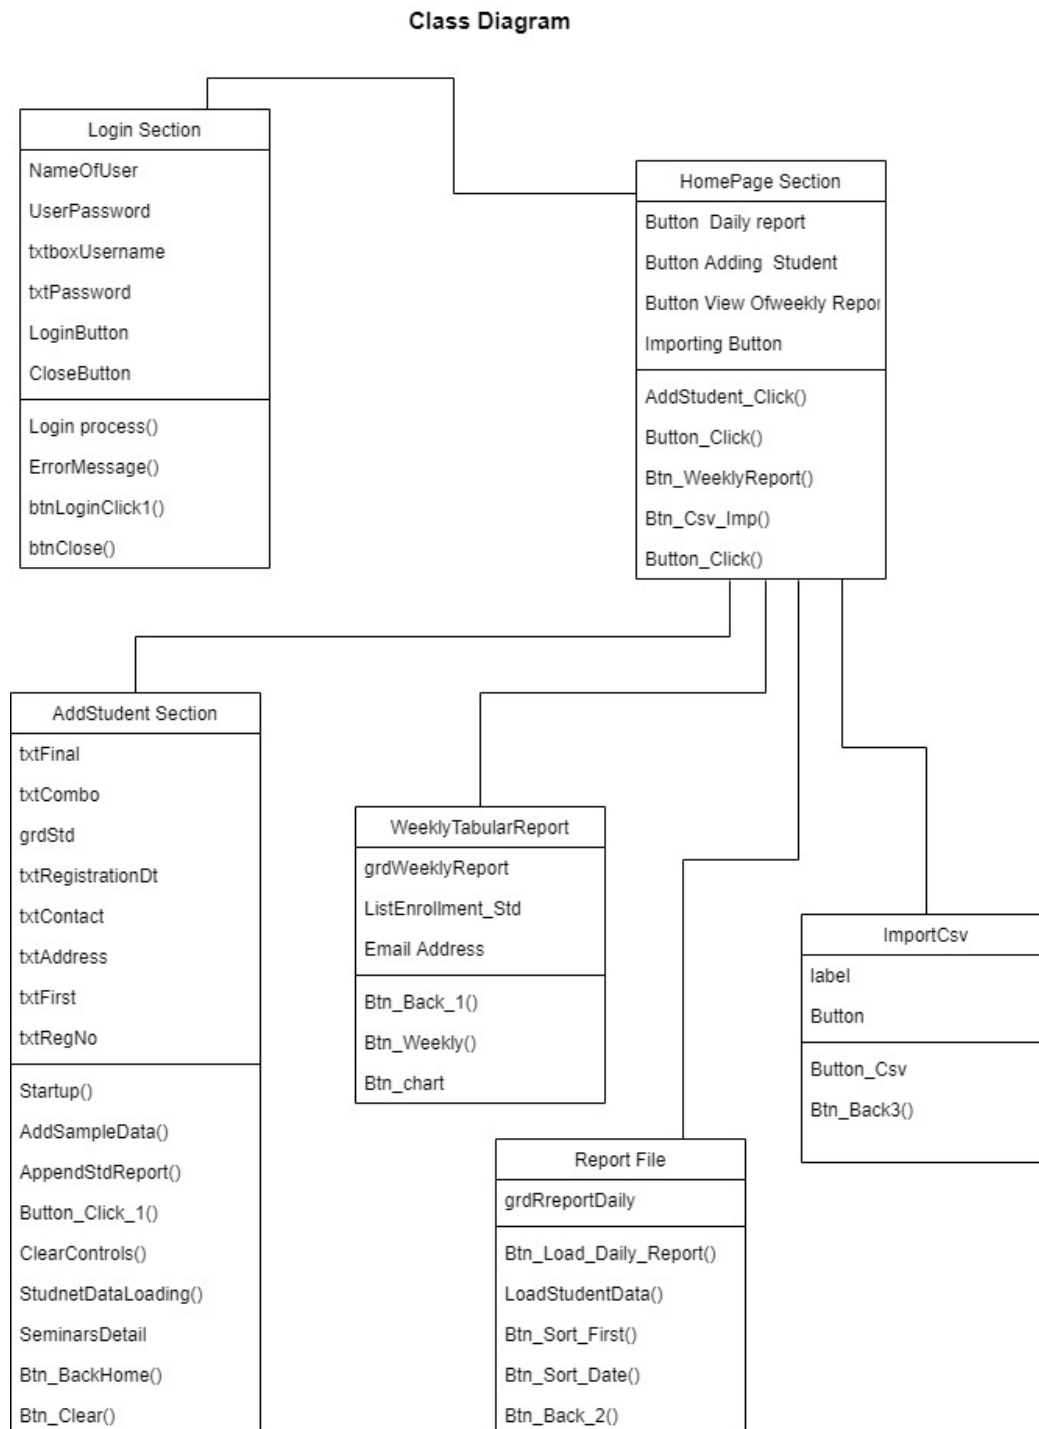 Class Diagram
Login Section
NameOfUser
UserPassword
txtboxUsername
txtPassword
LoginButton
CloseButton
Login process()
ErrorMessage()
btnLoginClick1()
btnClose()
HomePage Section
Button Daily report
Button Adding Student
Button View Ofweekly Repor
Importing Button
AddStudent_Click()
Button_Click()
Btn_WeeklyReport()
Btn_Csv_Imp()
Button_Click()
AddStudent Section
txtFinal
txtCombo
grdStd
txtRegistrationDt
txtContact
txtAddress
txtFirst
txtRegNo
Startup()
AddSampleData()
AppendStdReport()
Button_Click_1()
ClearControls()
StudnetDataLoading()
SeminarsDetail
Btn_BackHome()
Btn_Clear()
WeeklyTabularReport
grdWeeklyReport
ListEnrollment_Std
Email Address
Btn_Back_1()
Btn_Weekly()
Btn_chart
Report File
grdRreportDaily
Btn_Load_Daily_Report()
LoadStudentData()
Btn_Sort_First()
Btn_Sort_Date()
Btn_Back_2()
ImportCsv
label
Button
Button_Csv
Btn_Back3()